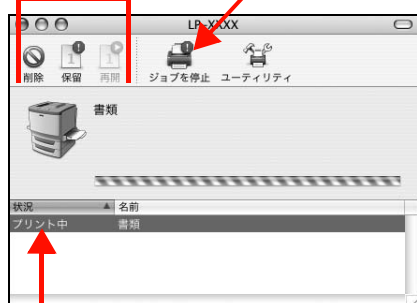 LP-XXXX
削除 保留 再開 ジョブを停止 ユーティリティ
書類
状況 名前
プリント中 書類